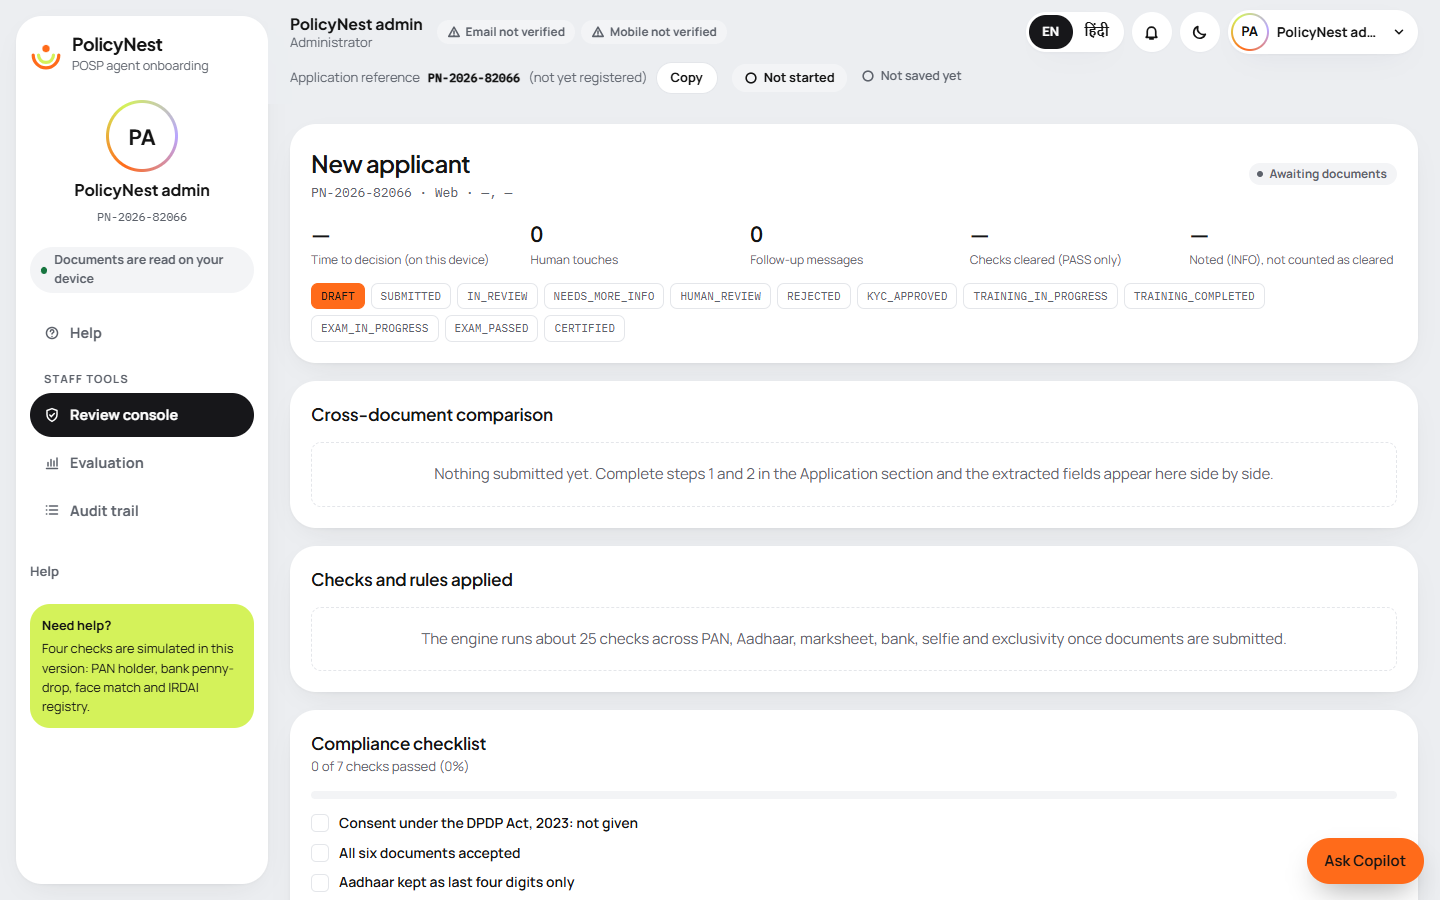 PolicyNest
POSP agent onboarding
PA
PolicyNest admin
PN-2026-82066
Documents are read on your
device
Help
STAFF TOOLS
Review console
Evaluation
Audit trail
Help
Need help?
Four checks are simulated in this
version: PAN holder, bank penny-
drop, face match and IRDAI
registry.
PolicyNest admin
Administrator
Email not verified
Mobile not verified
EN
हिंदी
PA
PolicyNest ad...
Application reference PN-2026-82066 (not yet registered)
Copy
Not started
Not saved yet
New applicant
PN-2026-82066 · Web · —, —
Awaiting documents
—
Time to decision (on this device)
0
Human touches
0
Follow-up messages
—
Checks cleared (PASS only)
—
Noted (INFO), not counted as cleared
DRAFT SUBMITTED IN_REVIEW NEEDS_MORE_INFO HUMAN_REVIEW REJECTED KYC_APPROVED TRAINING_IN_PROGRESS TRAINING_COMPLETED
EXAM_IN_PROGRESS EXAM_PASSED CERTIFIED
Cross-document comparison
Nothing submitted yet. Complete steps 1 and 2 in the Application section and the extracted fields appear here side by side.
Checks and rules applied
The engine runs about 25 checks across PAN, Aadhaar, marksheet, bank, selfie and exclusivity once documents are submitted.
Compliance checklist
0 of 7 checks passed (0%)
Consent under the DPDP Act, 2023: not given
All six documents accepted
Aadhaar kept as last four digits only
Ask Copilot